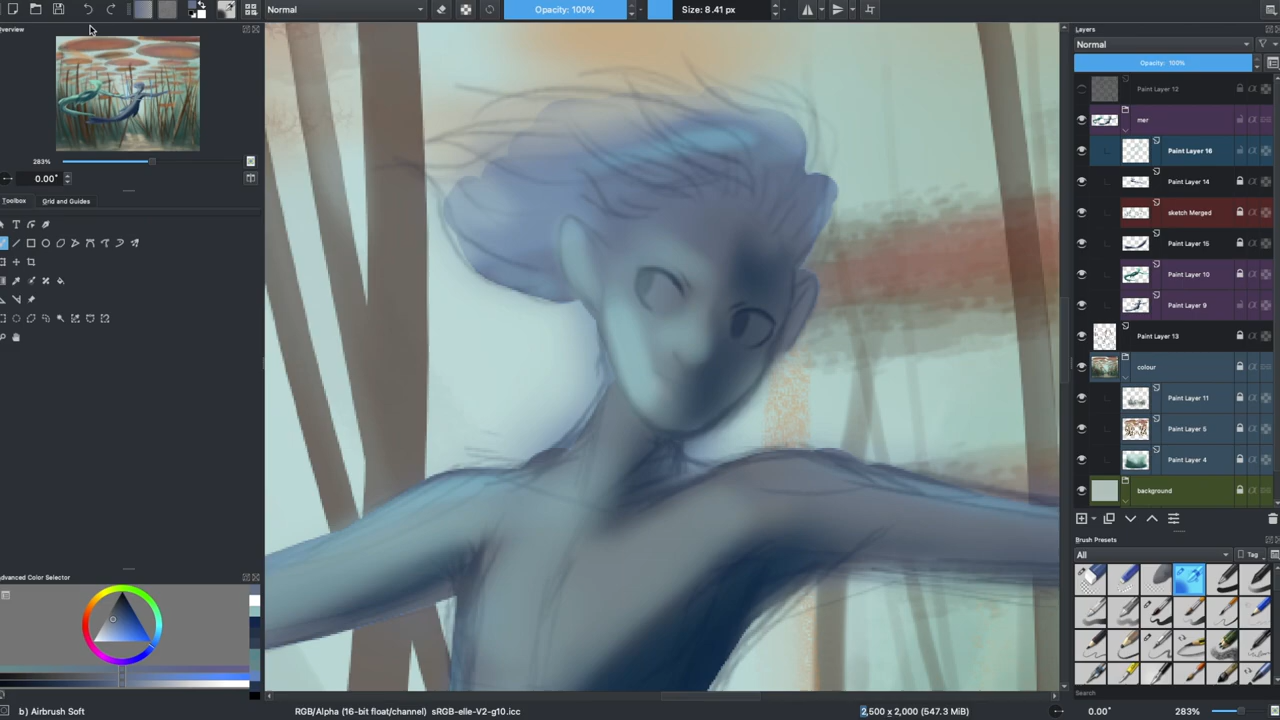 Normal
Opacity: 100%
Size: 8.41 px
verview
283%
0.00°
Toolbox
Grid and Guides
Advanced Color Selector
b) Airbrush Soft
RGB/Alpha (16-bit float/channel) sRGB-elle-V2-g10.icc
2,500 x 2,000 (547.3 MiB)
0.00°
283%
Layers
Normal
Opacity: 100%
Paint Layer 12
mer
Paint Layer 16
Paint Layer 14
sketch Merged
Paint Layer 15
Paint Layer 10
Paint Layer 9
Paint Layer 13
colour
Paint Layer 11
Paint Layer 5
Paint Layer 4
background
Brush Presets
All
Tag
Search